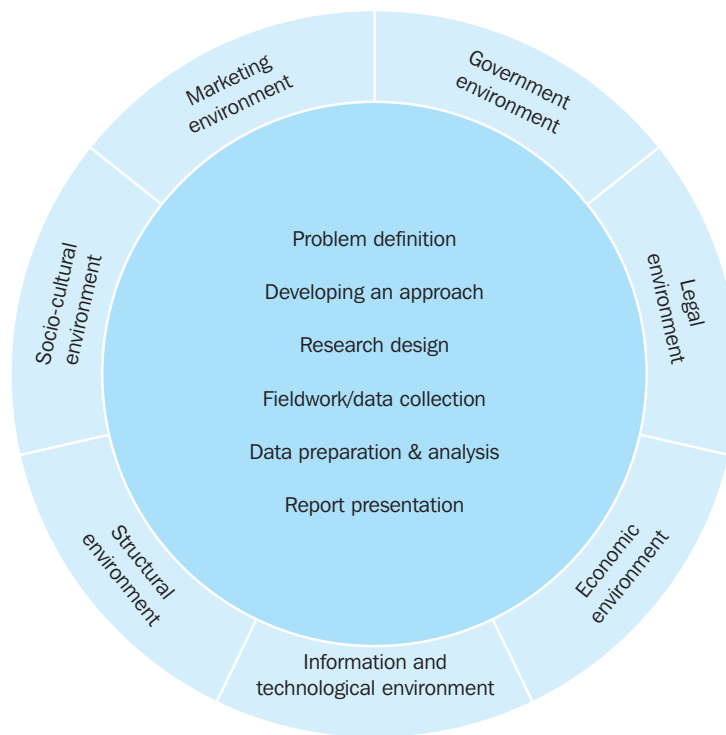 Marketing
environment
Government
environment
Legal
environment
Economic
environment
Information and
technological environment
Structural
environment
Socio-cultural
environment
Problem definition
Developing an approach
Research design
Fieldwork/data collection
Data preparation & analysis
Report presentation